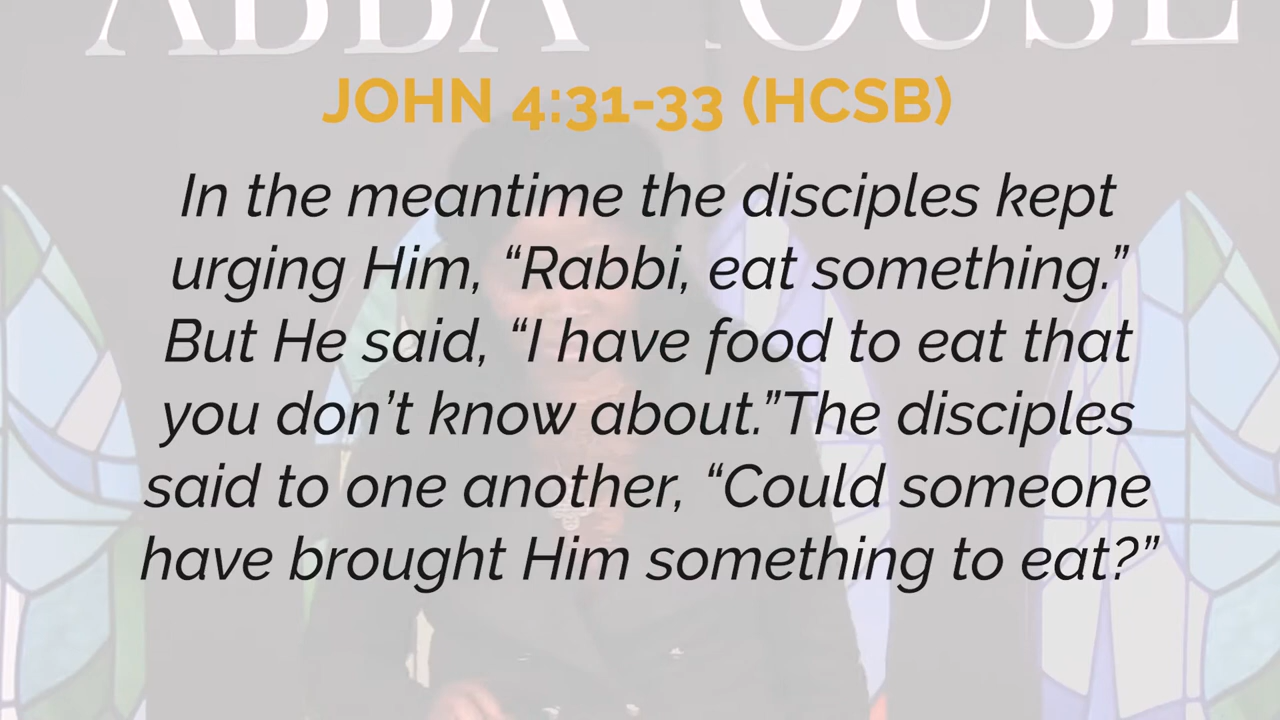 ABBA HOUSE
JOHN 4:31-33 (HCSB)
In the meantime the disciples kept
urging Him, “Rabbi, eat something.”
But He said, “I have food to eat that
you don’t know about.”The disciples
said to one another, “Could someone
have brought Him something to eat?”